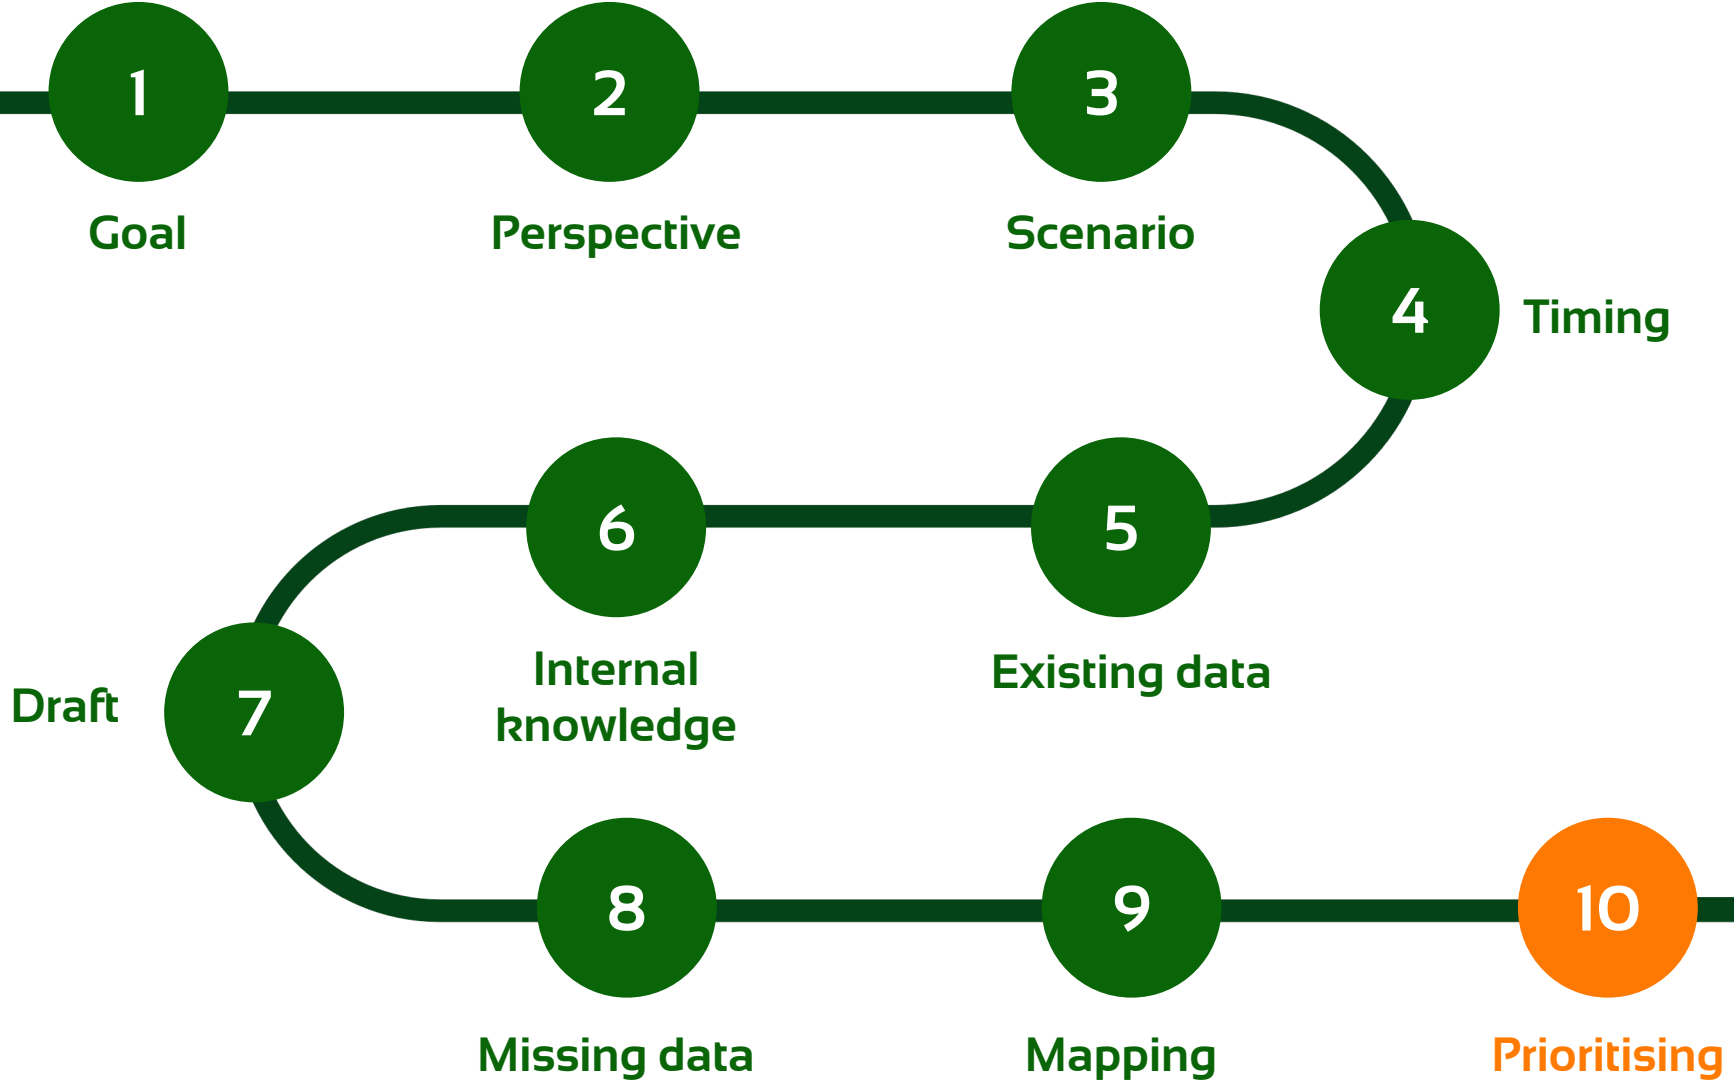 1
Goal
2
Perspective
3
Scenario
4
Timing
5
Existing data
6
Internal
knowledge
7
Draft
8
Missing data
9
Mapping
10
Prioritising